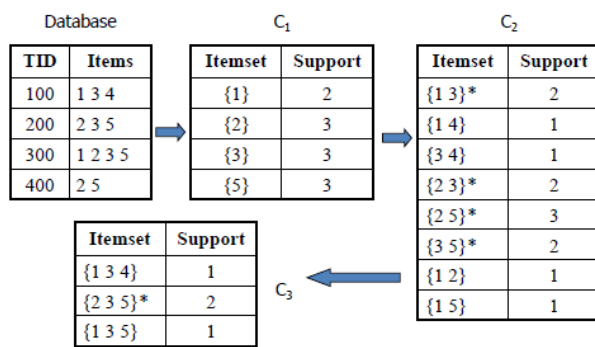 Database
TID Items
100 1 3 4
200 2 3 5
300 1 2 3 5
400 2 5
C1
Itemset Support
{1} 2
{2} 3
{3} 3
{5} 3
C2
Itemset Support
{1 3}* 2
{1 4} 1
{3 4} 1
{2 3}* 2
{2 5}* 3
{3 5}* 2
{1 2} 1
{1 5} 1
Itemset Support
{1 3 4} 1
{2 3 5}* 2
{1 3 5} 1
C3